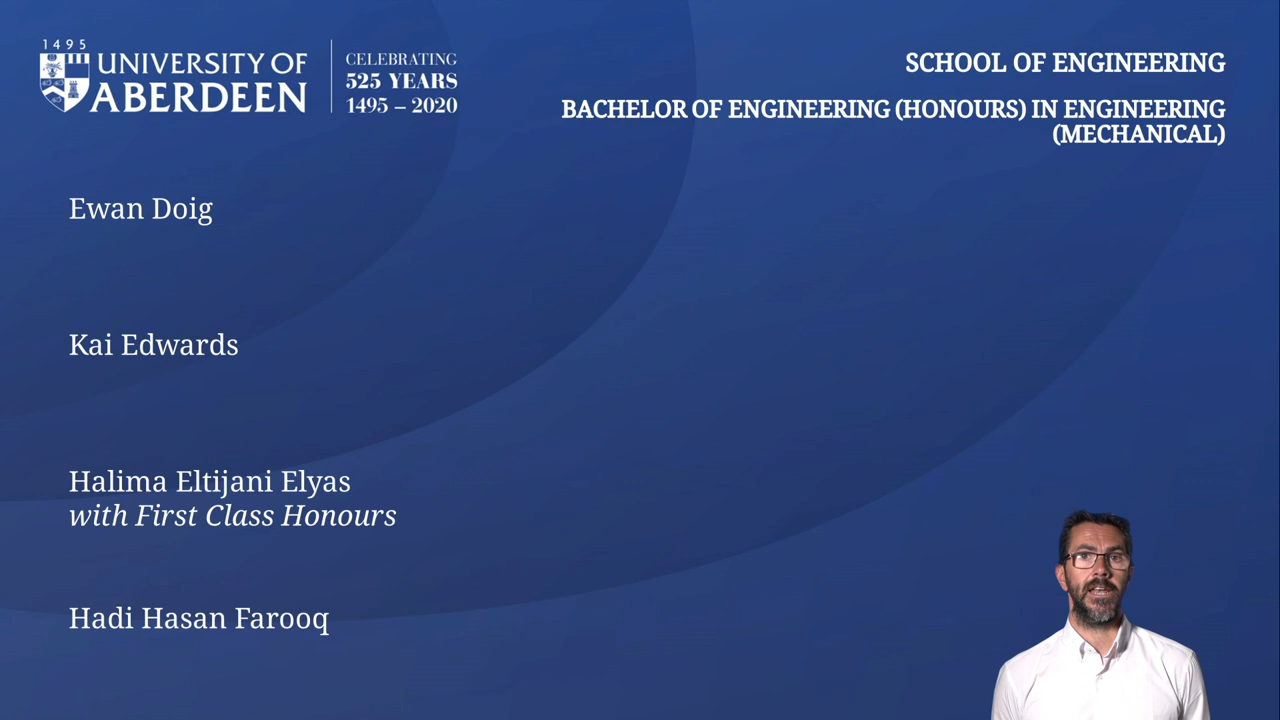 1495
UNIVERSITY OF
ABERDEEN
CELEBRATING
525 YEARS
1495 – 2020
SCHOOL OF ENGINEERING
BACHELOR OF ENGINEERING (HONOURS) IN ENGINEERING
(MECHANICAL)
Ewan Doig
Kai Edwards
Halima Eltijani Elyas
with First Class Honours
Hadi Hasan Farooq